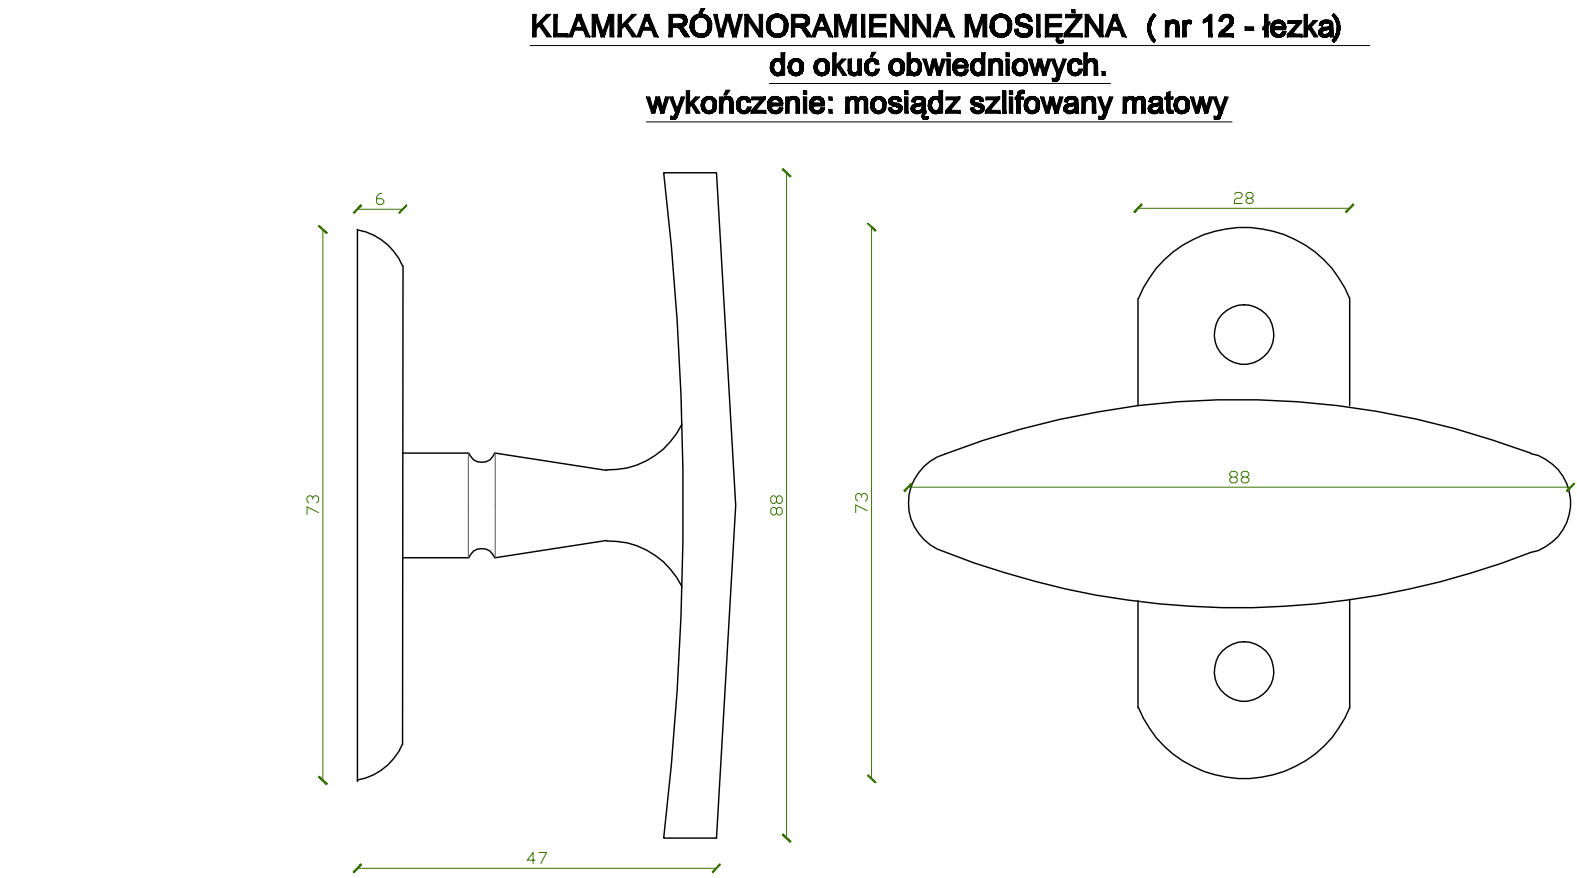 KLAMKA RÓWNORAMIENNA MOSIĘŻNA ( nr 12 - łezka)
do okuć obwiedniowych.
wykończenie: mosiądz szlifowany matowy
6
28
73
88
73
88
47